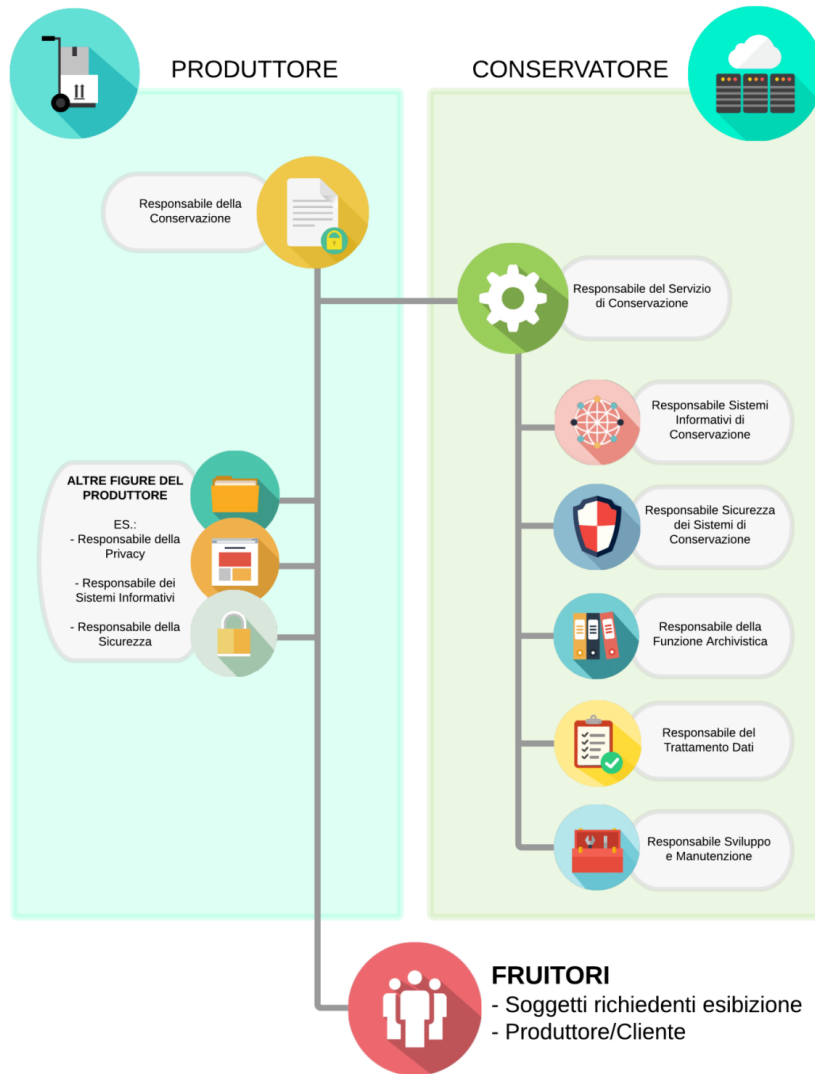 PRODUTTORE
CONSERVATORE
Responsabile della
Conservazione
Responsabile del Servizio
di Conservazione
Responsabile Sistemi
Informativi di
Conservazione
ALTRE FIGURE DEL
PRODUTTORE
ES.:
- Responsabile della
Privacy
- Responsabile dei
Sistemi Informativi
- Responsabile della
Sicurezza
Responsabile Sicurezza
dei Sistemi di
Conservazione
Responsabile della
Funzione Archivistica
Responsabile del
Trattamento Dati
Responsabile Sviluppo
e Manutenzione
FRUITORI
- Soggetti richiedenti esibizione
- Produttore/Cliente